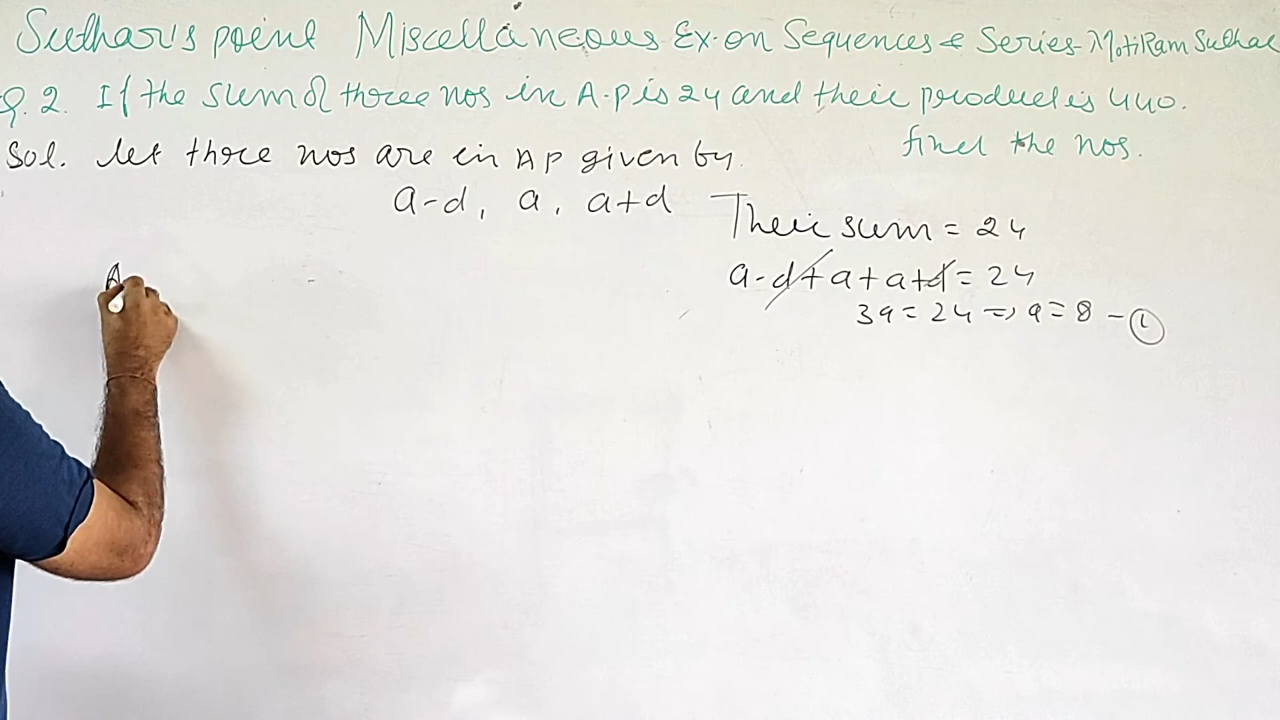 Suthar's point Miscellaneous Ex. on Sequences & Series - MotiRam Suthar
Q. 2. If the sum of three nos in A.P is 24 and their product is 440.
find the nos.
Sol. let three nos are in AP given by.
a-d, a, a+d
Their sum = 24
a-d+a+a+d = 24
3a = 24 => a = 8 - ①
A